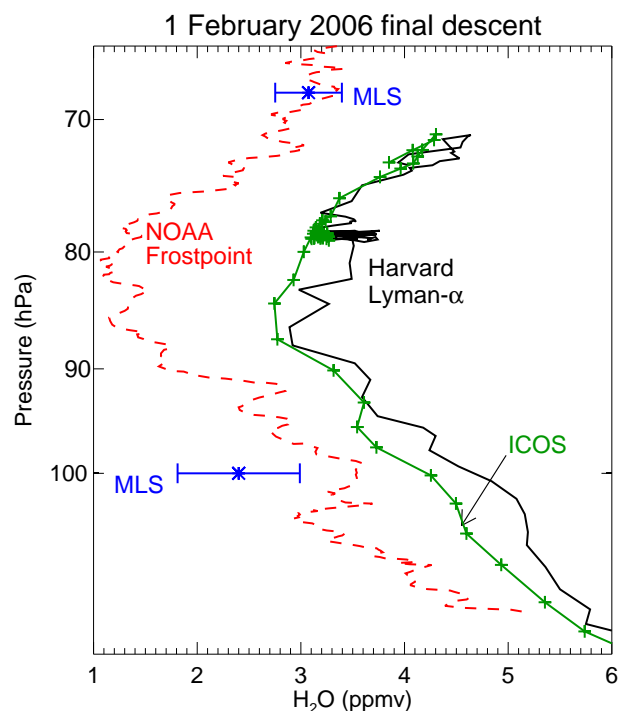 1 February 2006 final descent
MLS
70
NOAA
Frostpoint
80
Harvard
Lyman-α
Pressure (hPa)
90
ICOS
100
MLS
1 2 3 4 5 6
H₂O (ppmv)